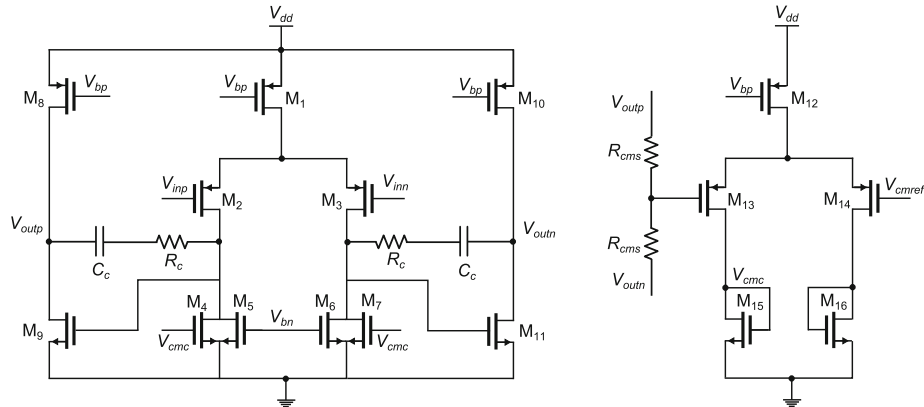 V_dd
V_dd
M_8
V_bp
V_bp
M_1
V_bp
M_10
V_bp
M_12
V_outp
R_cms
V_inp
M_2
M_3
V_inn
M_13
M_14
V_cmref
V_outp
C_c
R_c
R_c
C_c
V_outn
R_cms
V_outn
V_cmc
M_9
M_4
M_5
V_bn
M_6
M_7
M_11
M_15
M_16
V_cmc
V_cmc